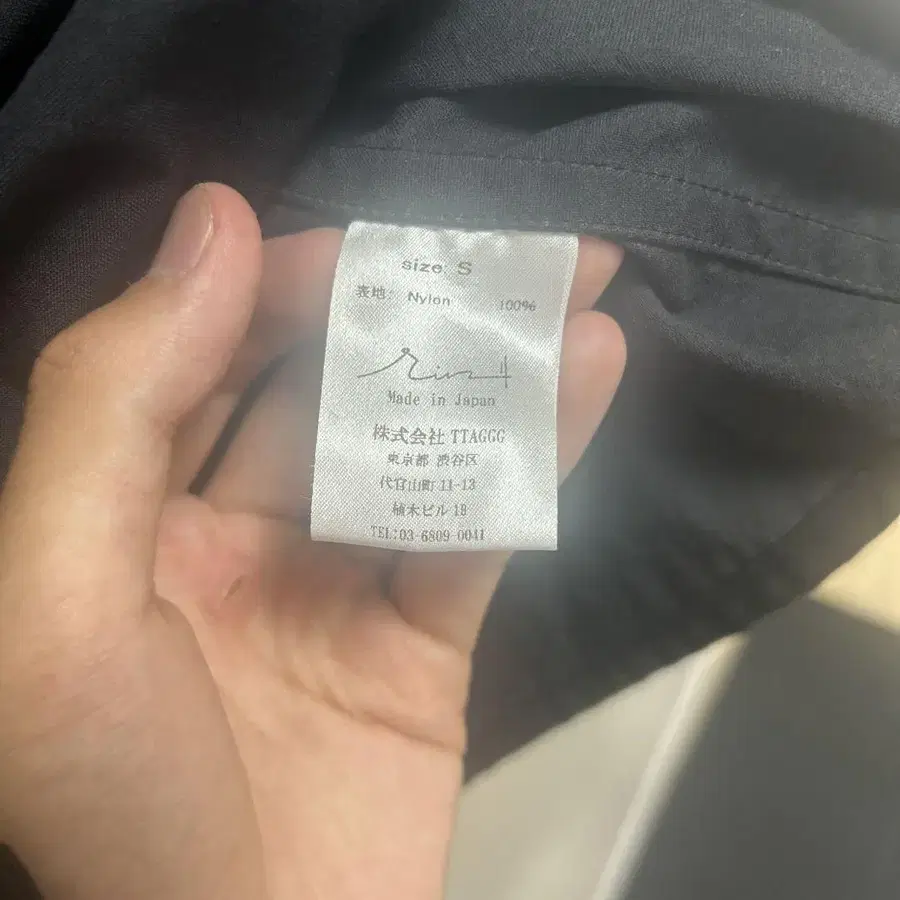 size S
表地: Nylon 100%
Made in Japan
株式会社 TTAGGG
東京都 渋谷区
代官山町 11-13
植木ビル 1B
TEL:03-6809-0041